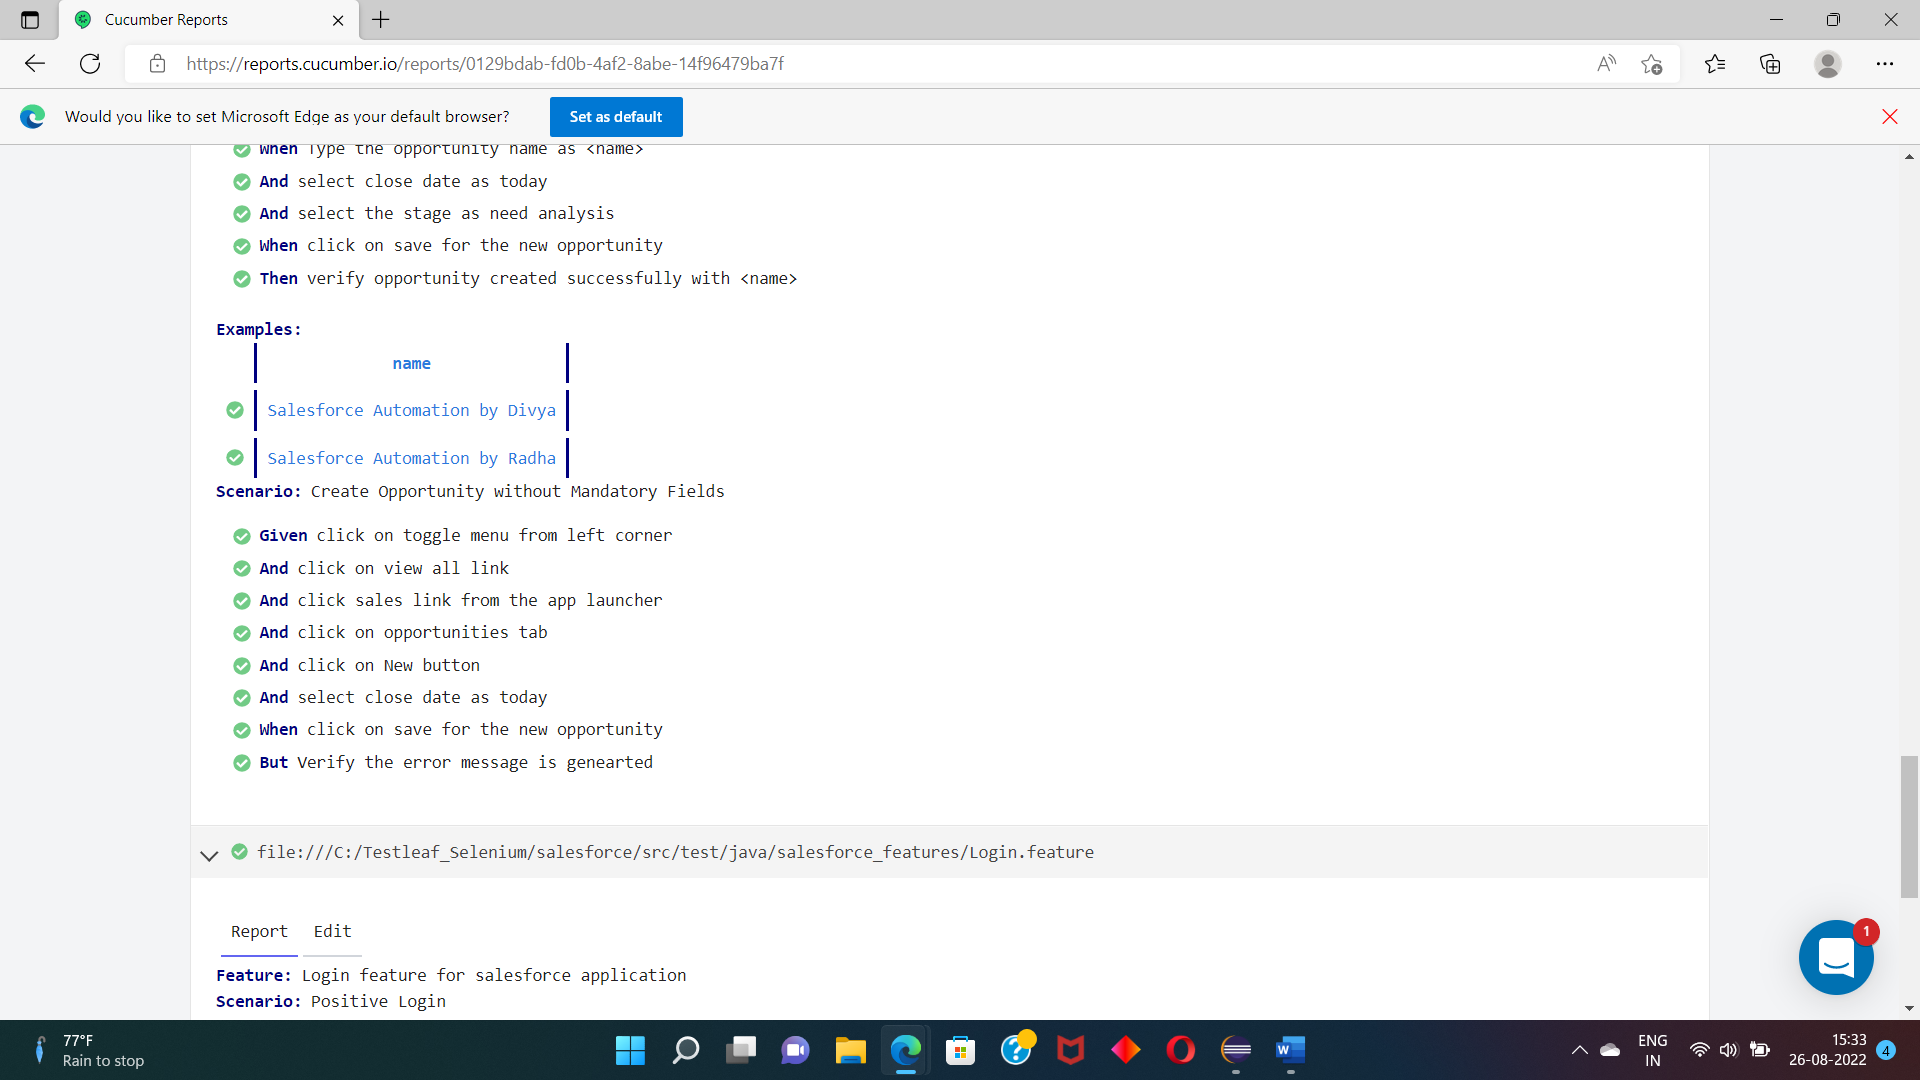 Cucumber Reports
https://reports.cucumber.io/reports/0129bdab-fd0b-4af2-8abe-14f96479ba7f
Would you like to set Microsoft Edge as your default browser? Set as default
When Type the opportunity name as <name>
And select close date as today
And select the stage as need analysis
When click on save for the new opportunity
Then verify opportunity created successfully with <name>
Examples:
name
Salesforce Automation by Divya
Salesforce Automation by Radha
Scenario: Create Opportunity without Mandatory Fields
Given click on toggle menu from left corner
And click on view all link
And click sales link from the app launcher
And click on opportunities tab
And click on New button
And select close date as today
When click on save for the new opportunity
But Verify the error message is genearted
file:///C:/Testleaf_Selenium/salesforce/src/test/java/salesforce_features/Login.feature
Report Edit
1
Feature: Login feature for salesforce application
Scenario: Positive Login
77°F
Rain to stop
ENG
IN
15:33
26-08-2022
4